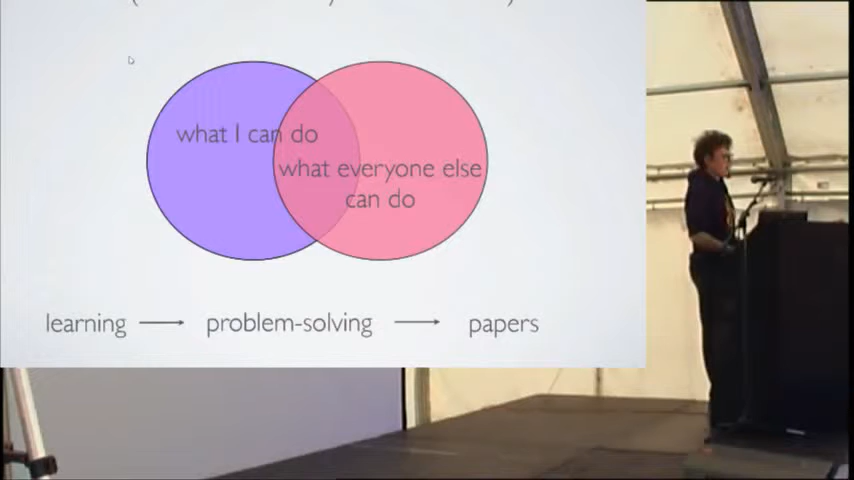 what I can do
what everyone else
can do
learning → problem-solving → papers